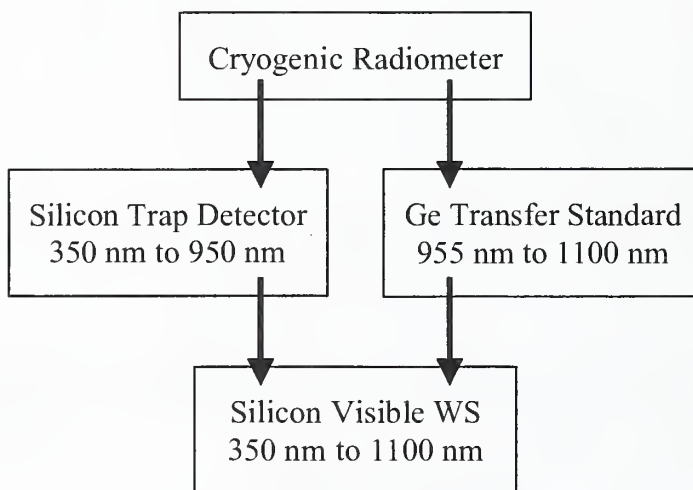 Cryogenic Radiometer
Silicon Trap Detector
350 nm to 950 nm
Ge Transfer Standard
955 nm to 1100 nm
Silicon Visible WS
350 nm to 1100 nm